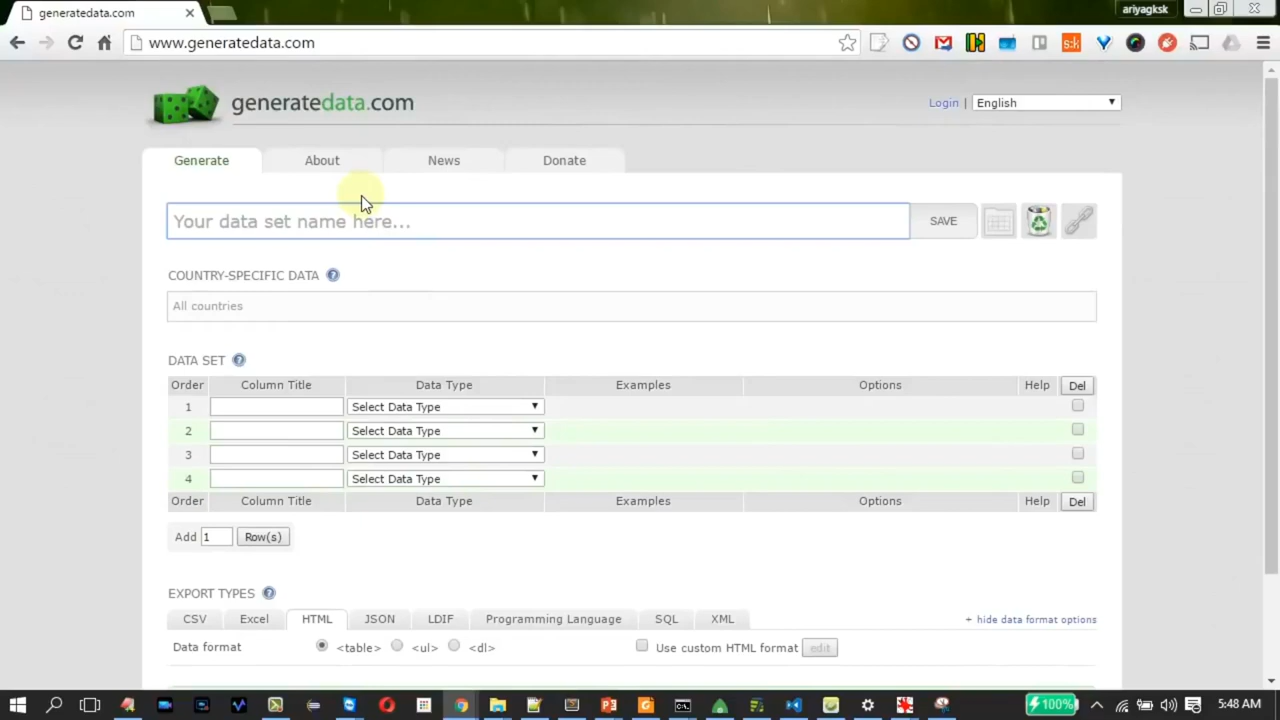 generatedata.com
ariyagksk
www.generatedata.com
generatedata.com
Login | English
Generate About News Donate
Your data set name here...
SAVE
COUNTRY-SPECIFIC DATA ?
All countries
DATA SET ?
Order Column Title Data Type Examples Options Help Del
1 Select Data Type
2 Select Data Type
3 Select Data Type
4 Select Data Type
Order Column Title Data Type Examples Options Help Del
Add 1 Row(s)
EXPORT TYPES ?
CSV Excel HTML JSON LDIF Programming Language SQL XML + hide data format options
Data format <table> <ul> <dl> Use custom HTML format edit
100% 5:48 AM